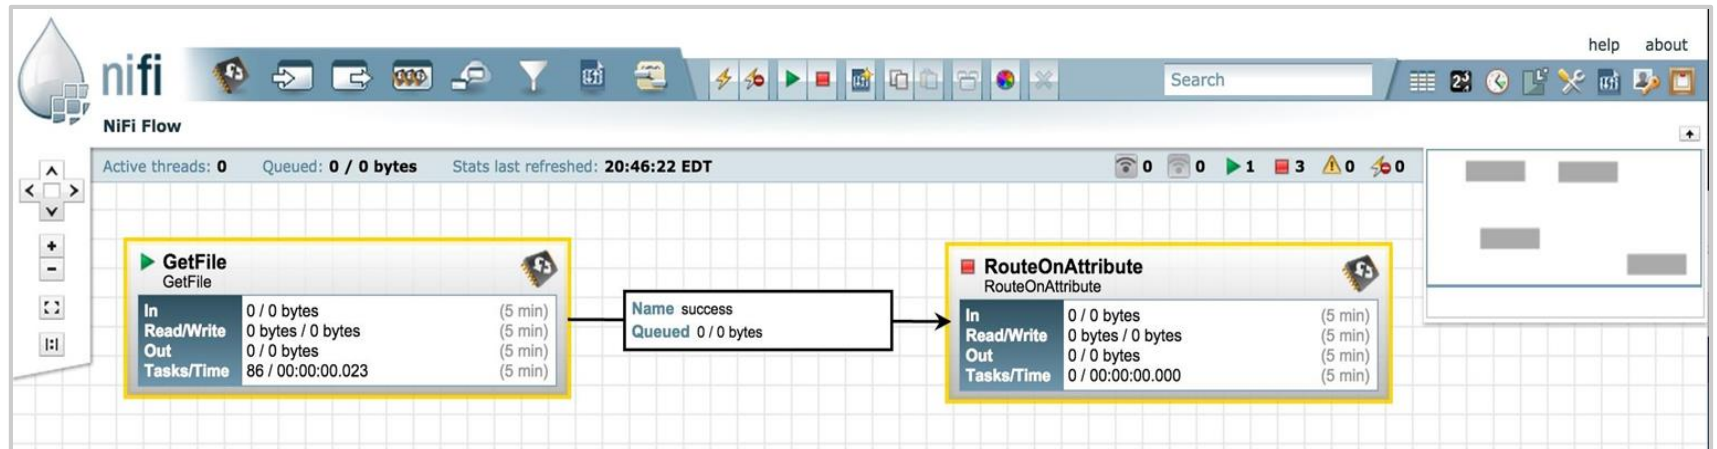 help about
nifi
Search
NiFi Flow
Active threads: 0 Queued: 0 / 0 bytes Stats last refreshed: 20:46:22 EDT 0 0 1 3 0 0
GetFile
GetFile
In 0 / 0 bytes (5 min)
Read/Write 0 bytes / 0 bytes (5 min)
Out 0 / 0 bytes (5 min)
Tasks/Time 86 / 00:00:00.023 (5 min)
Name success
Queued 0 / 0 bytes
RouteOnAttribute
RouteOnAttribute
In 0 / 0 bytes (5 min)
Read/Write 0 bytes / 0 bytes (5 min)
Out 0 / 0 bytes (5 min)
Tasks/Time 0 / 00:00:00.000 (5 min)